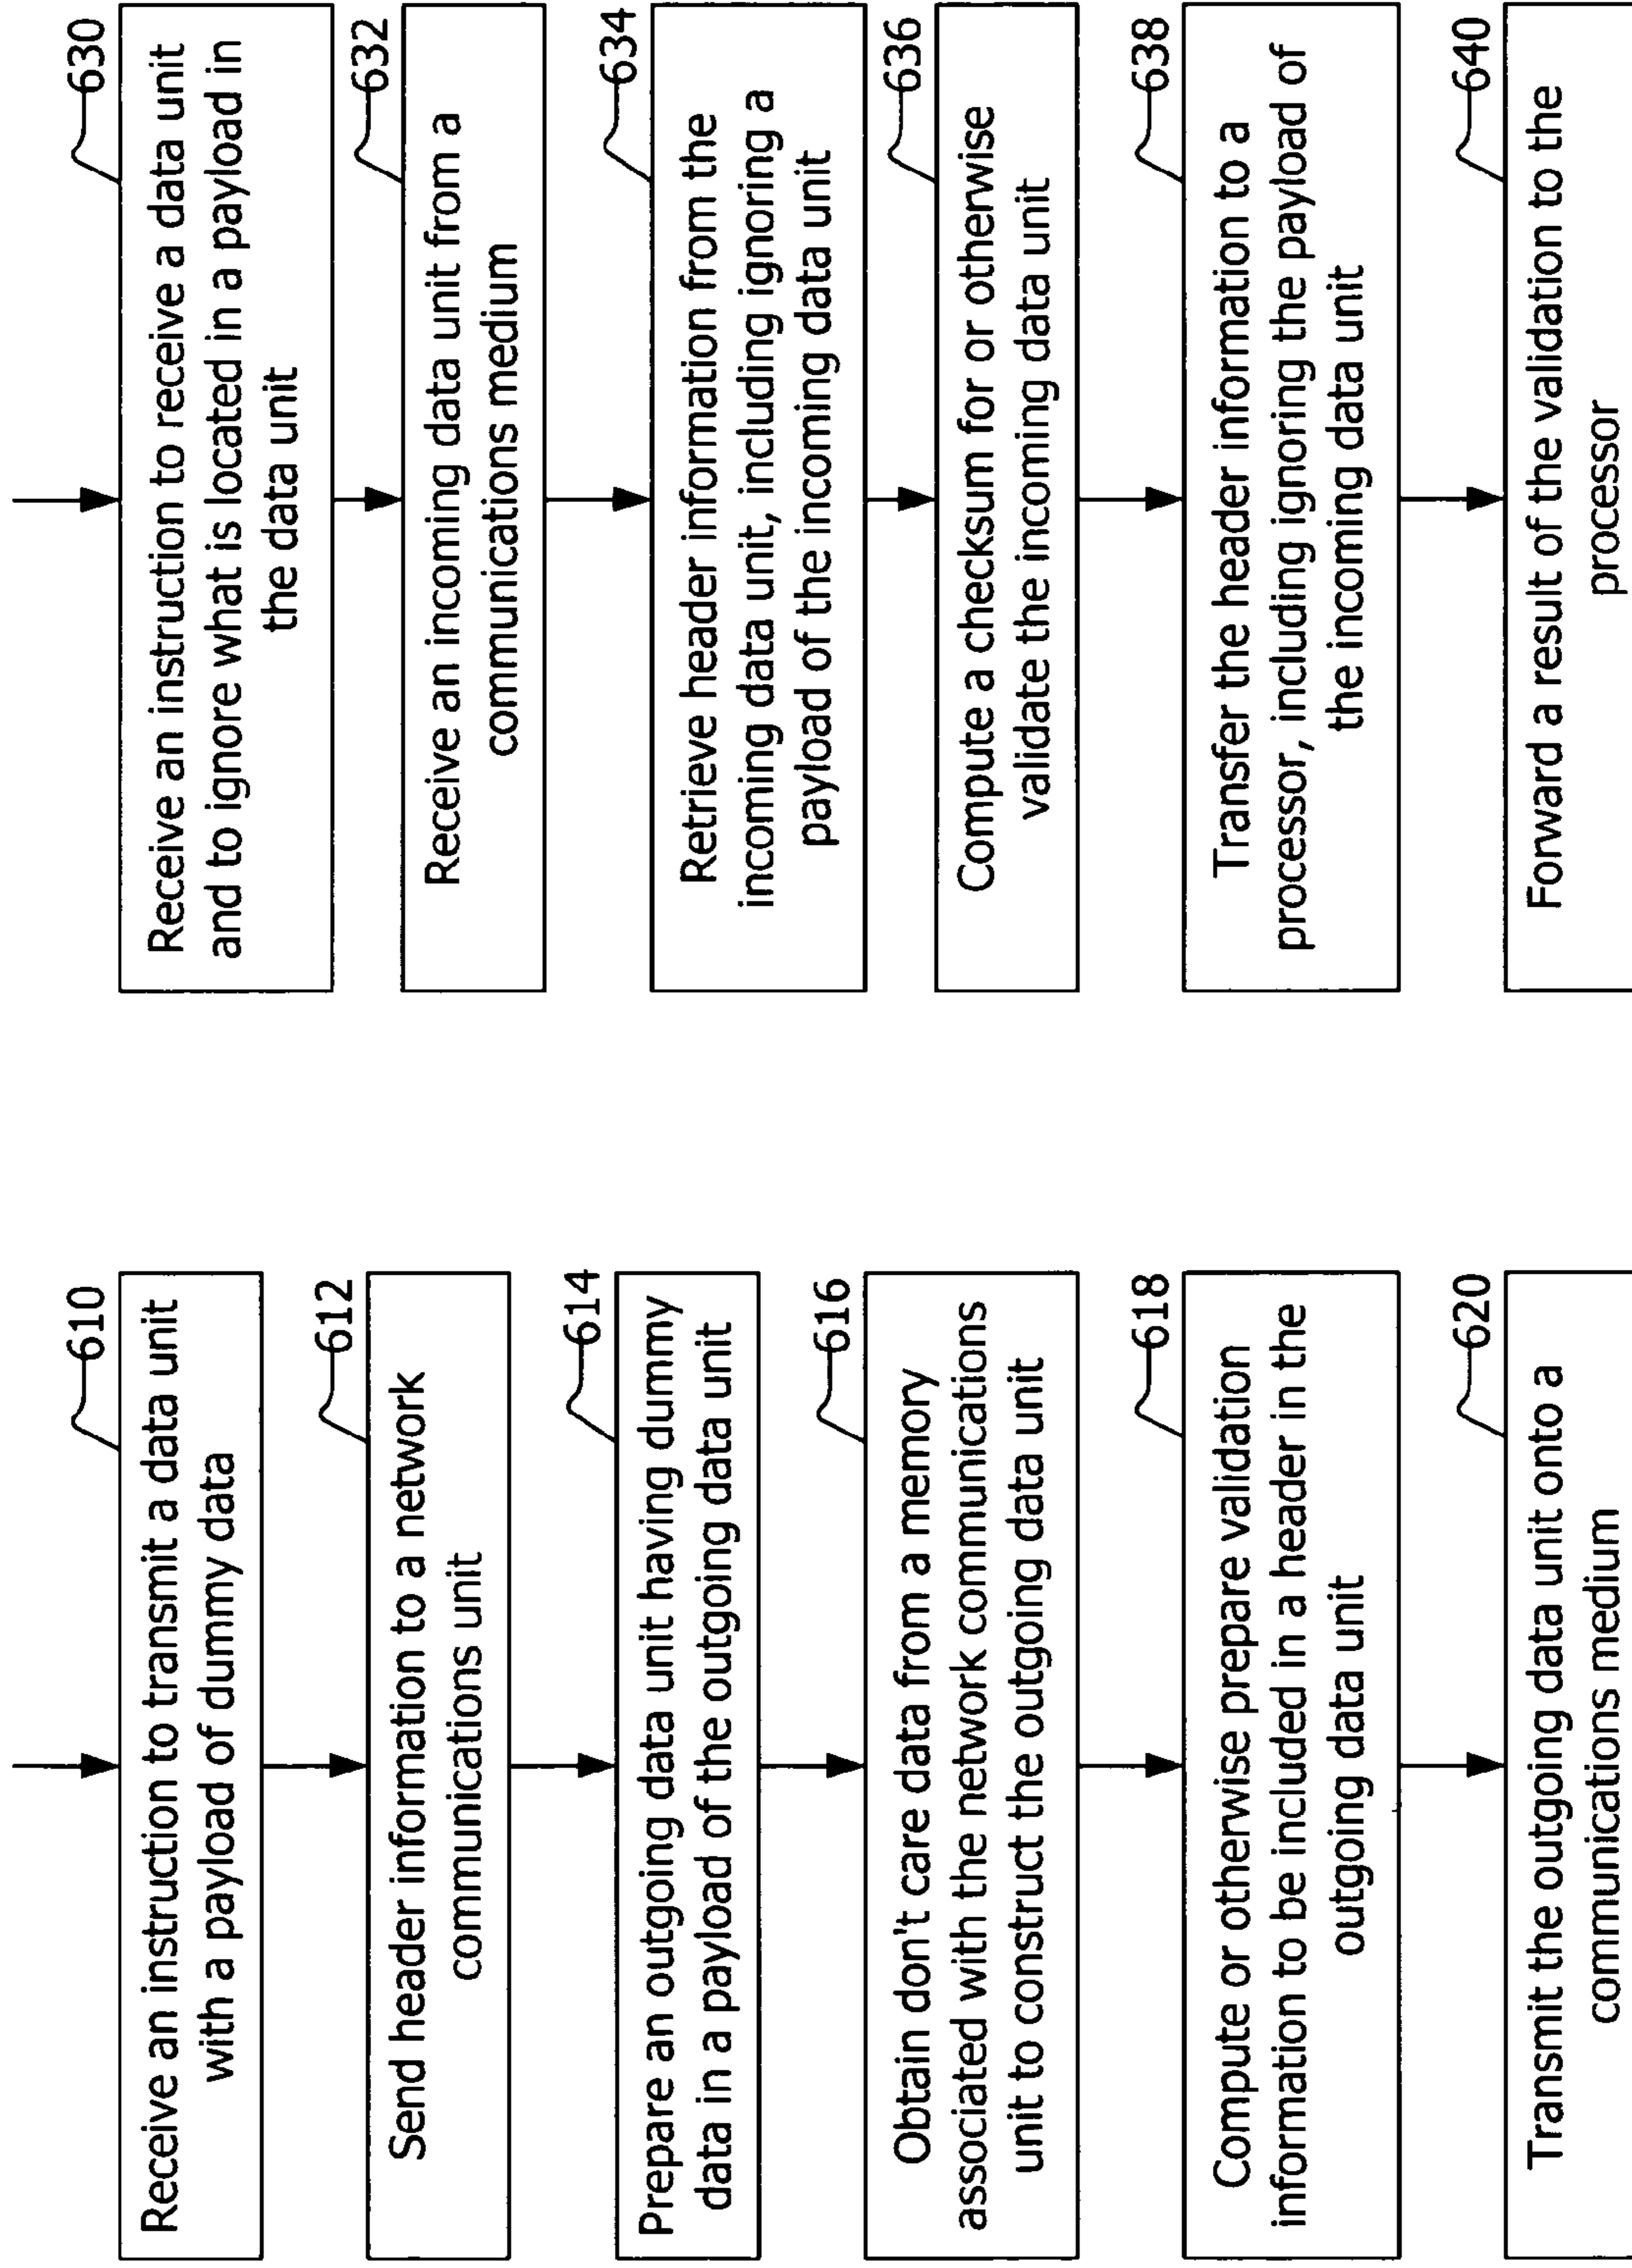 610
Receive an instruction to transmit a data unit
with a payload of dummy data
612
Send header information to a network
communications unit
614
Prepare an outgoing data unit having dummy
data in a payload of the outgoing data unit
616
Obtain don't care data from a memory
associated with the network communications
unit to construct the outgoing data unit
618
Compute or otherwise prepare validation
information to be included in a header in the
outgoing data unit
620
Transmit the outgoing data unit onto a
communications medium
630
Receive an instruction to receive a data unit
and to ignore what is located in a payload in
the data unit
632
Receive an incoming data unit from a
communications medium
634
Retrieve header information from the
incoming data unit, including ignoring a
payload of the incoming data unit
636
Compute a checksum for or otherwise
validate the incoming data unit
638
Transfer the header information to a
processor, including ignoring the payload of
the incoming data unit
640
Forward a result of the validation to the
processor